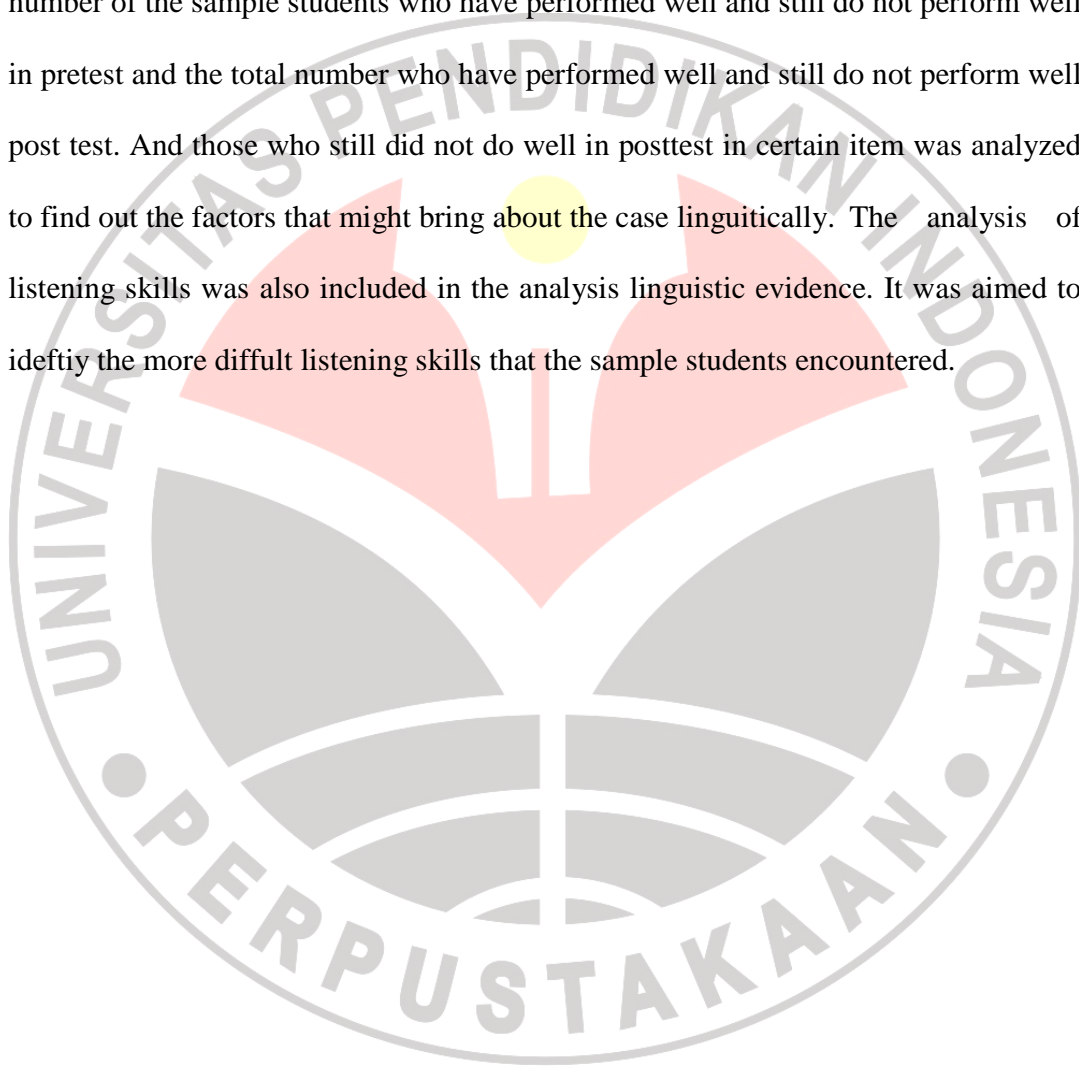 number of the sample students who have performed well and still do not perform well
in pretest and the total number who have performed well and still do not perform well
post test. And those who still did not do well in posttest in certain item was analyzed
to find out the factors that might bring about the case linguitically. The analysis of
listening skills was also included in the analysis linguistic evidence. It was aimed to
ideftiy the more diffult listening skills that the sample students encountered.
UNIVERSITAS PENDIDIKAN INDONESIA
PERPUSTAKAAN